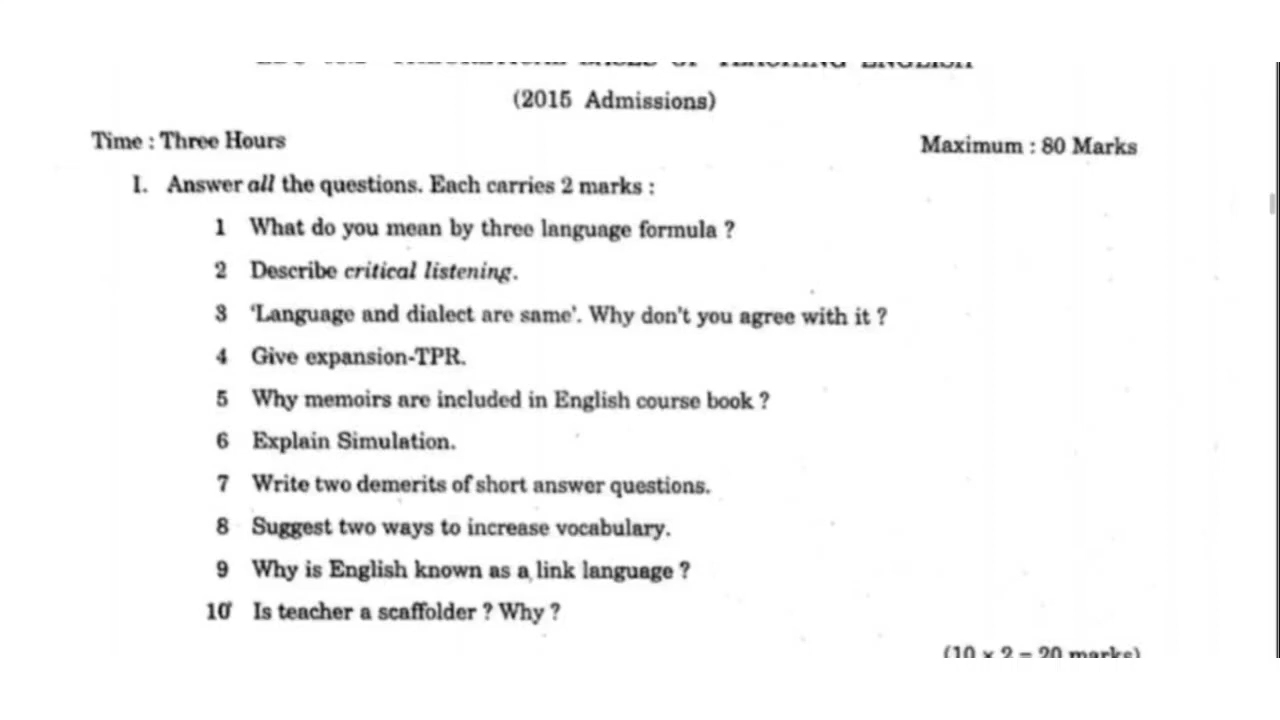 (2015 Admissions)
Time : Three Hours
Maximum : 80 Marks
I. Answer all the questions. Each carries 2 marks :
1 What do you mean by three language formula ?
2 Describe critical listening.
3 'Language and dialect are same'. Why don't you agree with it ?
4 Give expansion-TPR.
5 Why memoirs are included in English course book ?
6 Explain Simulation.
7 Write two demerits of short answer questions.
8 Suggest two ways to increase vocabulary.
9 Why is English known as a link language ?
10 Is teacher a scaffolder ? Why ?
(10 × 2 = 20 marks)